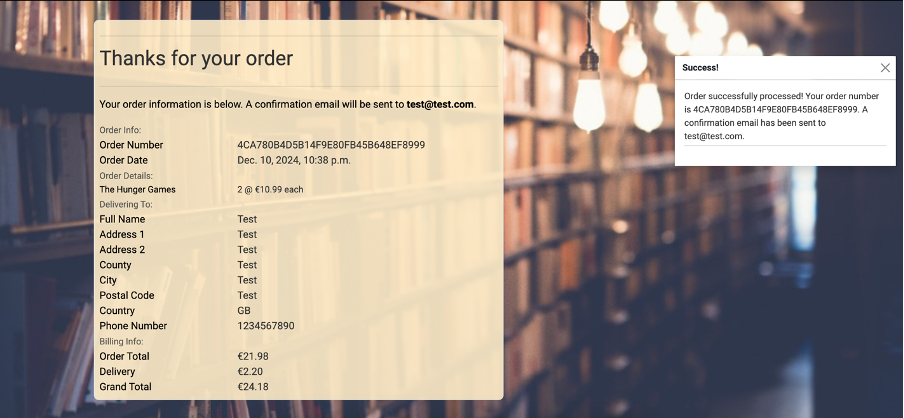 Thanks for your order
Your order information is below. A confirmation email will be sent to test@test.com.
Order Info:
Order Number 4CA780B4D5B14F9E80FB45B648EF8999
Order Date Dec. 10, 2024, 10:38 p.m.
Order Details:
The Hunger Games 2 @ €10.99 each
Delivering To:
Full Name Test
Address 1 Test
Address 2 Test
County Test
City Test
Postal Code Test
Country GB
Phone Number 1234567890
Billing Info:
Order Total €21.98
Delivery €2.20
Grand Total €24.18
Success!
Order successfully processed! Your order number
is 4CA780B4D5B14F9E80FB45B648EF8999. A
confirmation email has been sent to
test@test.com.